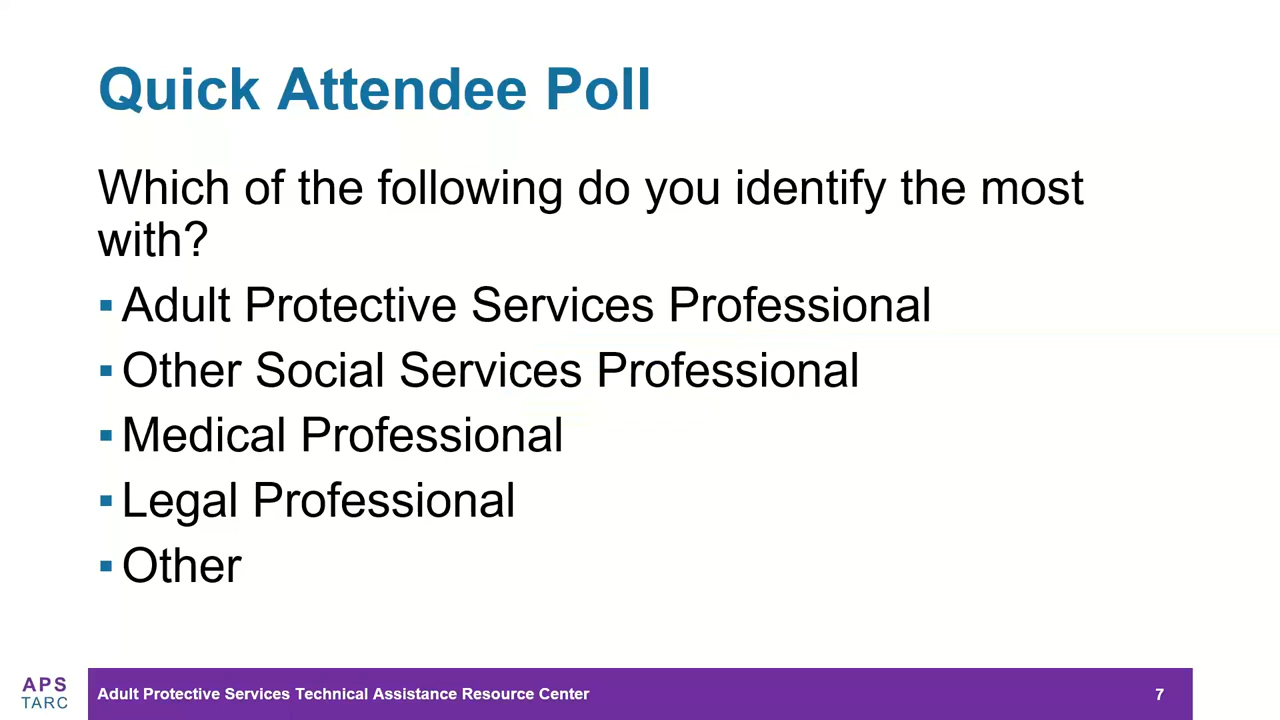 Quick Attendee Poll
Which of the following do you identify the most
with?
▪Adult Protective Services Professional
▪Other Social Services Professional
▪Medical Professional
▪Legal Professional
▪Other
APS
TARC
Adult Protective Services Technical Assistance Resource Center
7